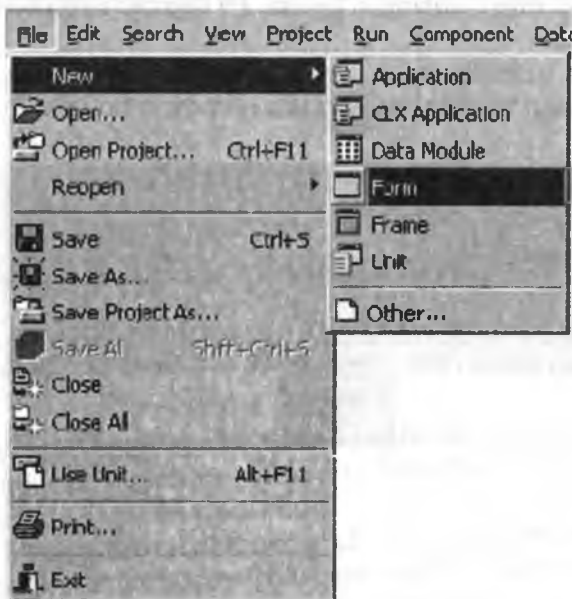 File Edit Search View Project Run Component Data
New
Open...
Open Project... Ctrl+F11
Reopen
Save Ctrl+S
Save As...
Save Project As...
Save All Shift+Ctrl+S
Close
Close All
Use Unit... Alt+F11
Print...
Exit
Application
CLX Application
Data Module
Form
Frame
Unit
Other...